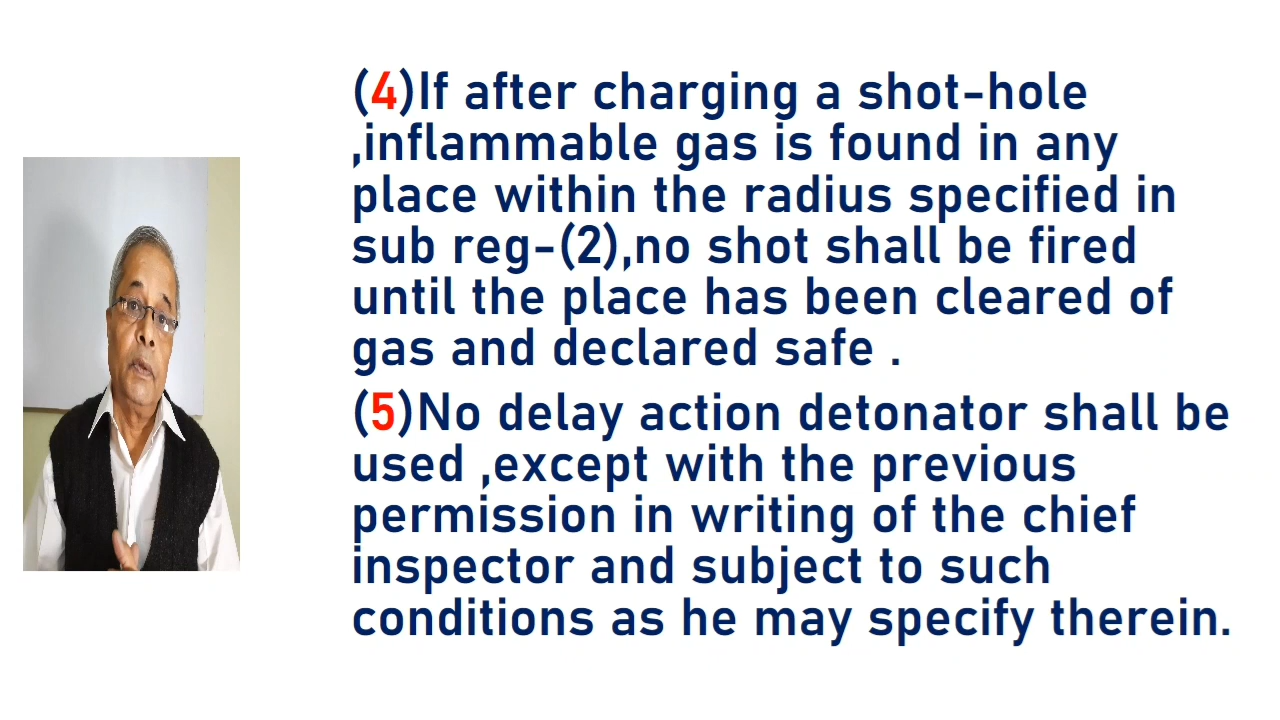 (4)If after charging a shot-hole
,inflammable gas is found in any
place within the radius specified in
sub reg-(2),no shot shall be fired
until the place has been cleared of
gas and declared safe .
(5)No delay action detonator shall be
used ,except with the previous
permission in writing of the chief
inspector and subject to such
conditions as he may specify therein.